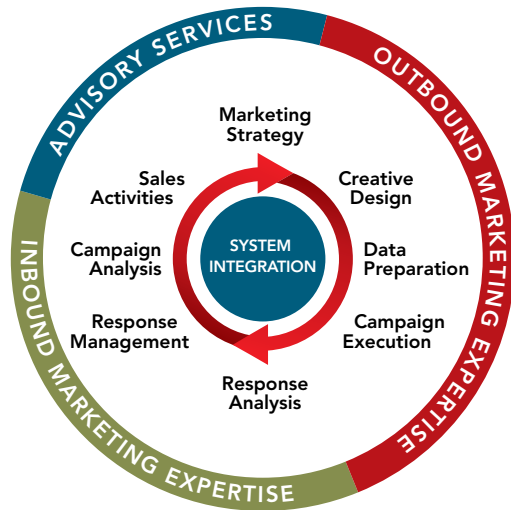 ADVISORY SERVICES
OUTBOUND MARKETING EXPERTISE
INBOUND MARKETING EXPERTISE
Marketing
Strategy
Creative
Design
Data
Preparation
Campaign
Execution
Response
Analysis
Response
Management
Campaign
Analysis
Sales
Activities
SYSTEM
INTEGRATION